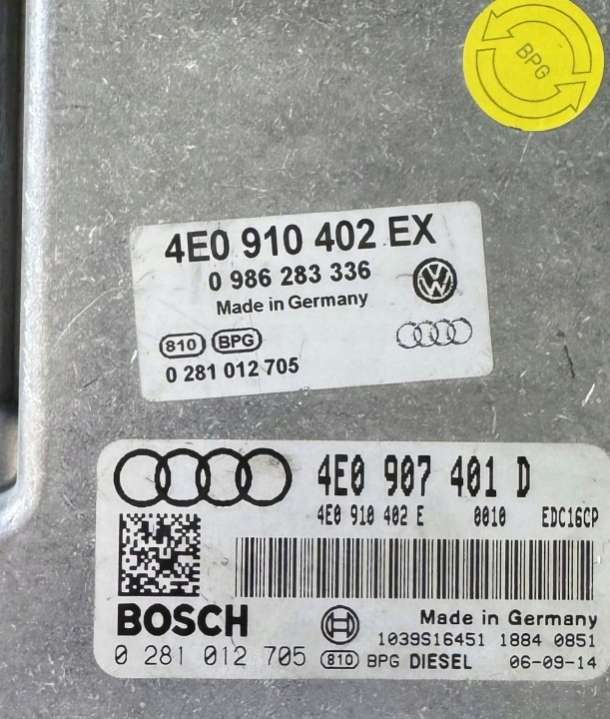 BPG
4E0 910 402 EX
0 986 283 336
Made in Germany
810 BPG
0 281 012 705
4E0 907 401 D
4E0 910 402 E 0010 EDC16CP
BOSCH
Made in Germany
1039S16451 1884 0851
0 281 012 705 810 BPG DIESEL 06-09-14